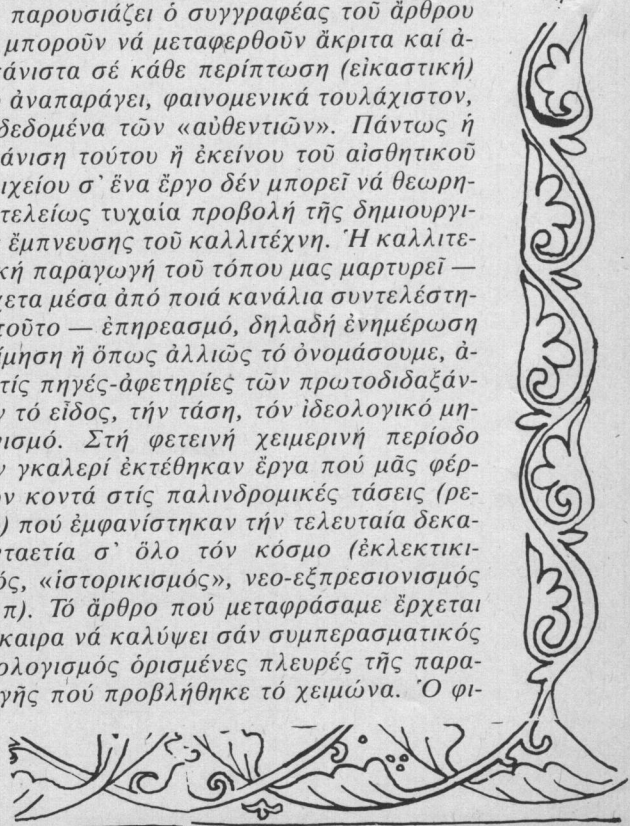 παρουσιάζει ὁ συγγραφέας τοῦ ἄρθρου
μποροῦν νά μεταφερθοῦν ἄκριτα καί ἀ-
άνιστα σέ κάθε περίπτωση (εἰκαστική)
ἀναπαράγει, φαινομενικά τουλάχιστον,
δεδομένα τῶν «αὐθεντιῶν». Πάντως ἡ
άνιση τούτου ἤ ἐκείνου τοῦ αἰσθητικοῦ
ιχείου σ᾽ ἕνα ἔργο δέν μπορεῖ νά θεωρη-
τελείως τυχαία προβολή τῆς δημιουργι-
ἔμπνευσης τοῦ καλλιτέχνη. Ἡ καλλιτε-
κή παραγωγή τοῦ τόπου μας μαρτυρεῖ —
χετα μέσα ἀπό ποιά κανάλια συντελέστη-
τοῦτο — ἐπηρεασμό, δηλαδή ἐνημέρωση
ίμηση ἤ ὅπως ἀλλιῶς τό ὀνομάσουμε, ἀ-
τίς πηγές-ἀφετηρίες τῶν πρωτοδιδαξάν-
ν τό εἶδος, τήν τάση, τόν ἰδεολογικό μη-
νισμό. Στή φετεινή χειμερινή περίοδο
ν γκαλερί ἐκτέθηκαν ἔργα πού μᾶς φέρ-
ον κοντά στίς παλινδρομικές τάσεις (ρε-
) πού ἐμφανίστηκαν τήν τελευταία δεκα-
νταετία σ᾽ ὅλο τόν κόσμο (ἐκλεκτικι-
ός, «ἱστορικισμός», νεο-εξπρεσιονισμός
π). Τό ἄρθρο πού μεταφράσαμε ἔρχεται
καιρα νά καλύψει σάν συμπερασματικός
ολογισμός ὁρισμένες πλευρές τῆς παρα-
γῆς πού προβλήθηκε τό χειμώνα. Ὁ φι-